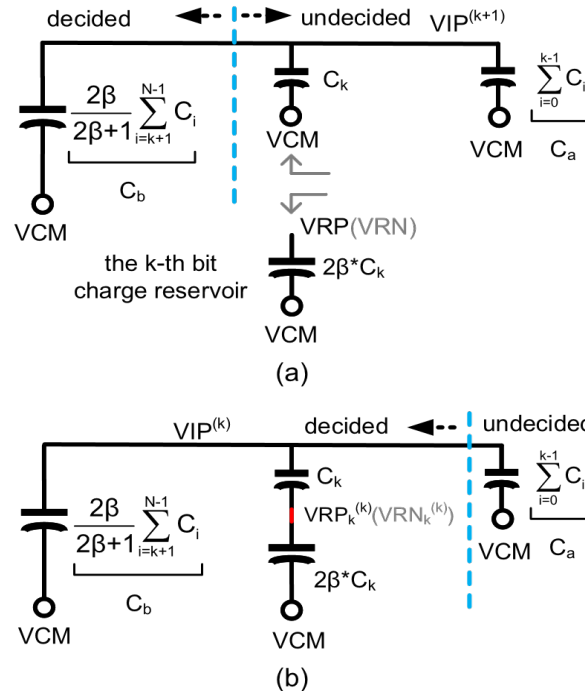 decided undecided VIP(k+1)
2β/(2β+1) N-1∑i=k+1 Ci
Cb
Ck
k-1∑i=0 Ci
VCM
VCM
Ca
VCM
VRP(VRN)
the k-th bit
charge reservoir
2β*Ck
VCM
(a)
VIP(k) decided undecided
Ck
2β/(2β+1) N-1∑i=k+1 Ci
Cb
VRPk(k)(VRNk(k))
k-1∑i=0 Ci
VCM
Ca
2β*Ck
VCM
VCM
(b)